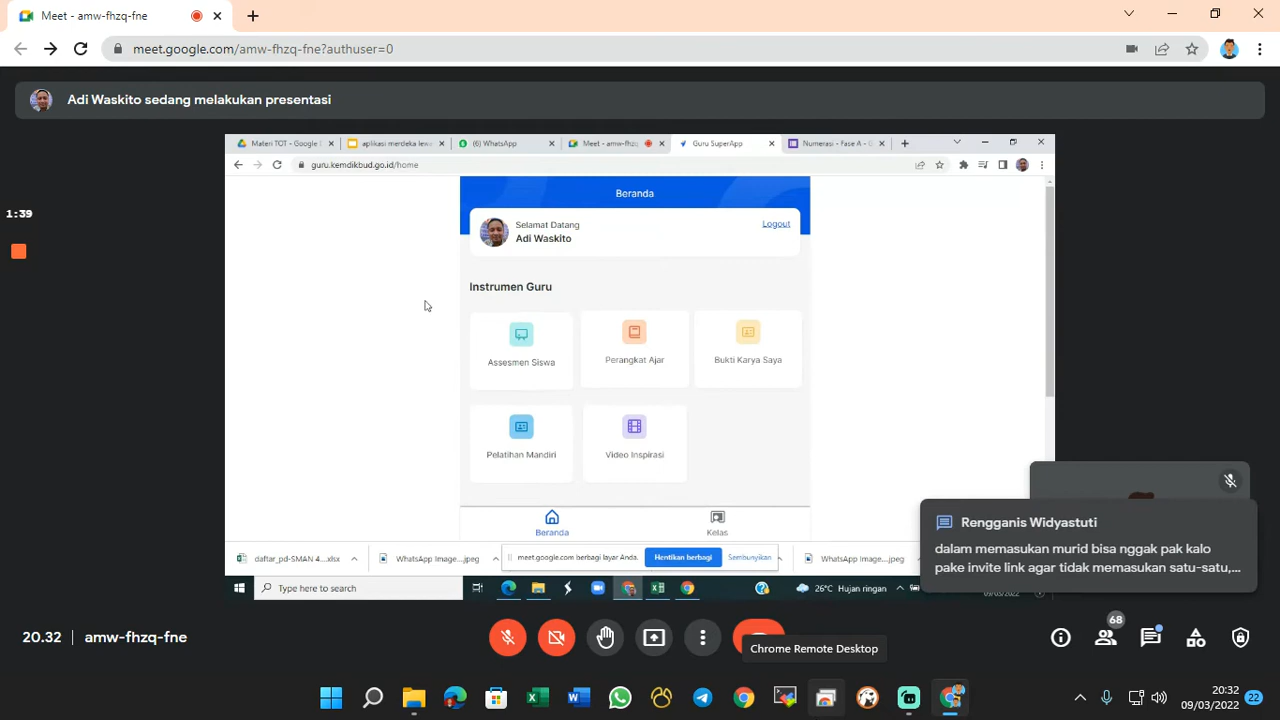 Meet - amw-fhzq-fne
meet.google.com/amw-fhzq-fne?authuser=0
Adi Waskito sedang melakukan presentasi
Materi TOT - Google
aplikasi merdeka
(6) WhatsApp
Meet - amw-fhzq
Guru SuperApp
Numerasi - Fase A -
guru.kemdikbud.go.id/home
Beranda
Selamat Datang
Adi Waskito
Logout
1:39
Instrumen Guru
Assesmen Siswa
Perangkat Ajar
Bukti Karya Saya
Pelatihan Mandiri
Video Inspirasi
Beranda
Kelas
Rengganis Widyastuti
dalam memasukan murid bisa nggak pak kalo
pake invite link agar tidak memasukan satu-satu,...
daftar_pd-SMAN 4....xlsx
WhatsApp Image....jpeg
meet.google.com berbagi layar Anda.
Hentikan berbagi
Sembunyikan
WhatsApp Image....jpeg
Type here to search
26°C Hujan ringan
09/03/2022
20.32
amw-fhzq-fne
68
Chrome Remote Desktop
20:32
09/03/2022
22